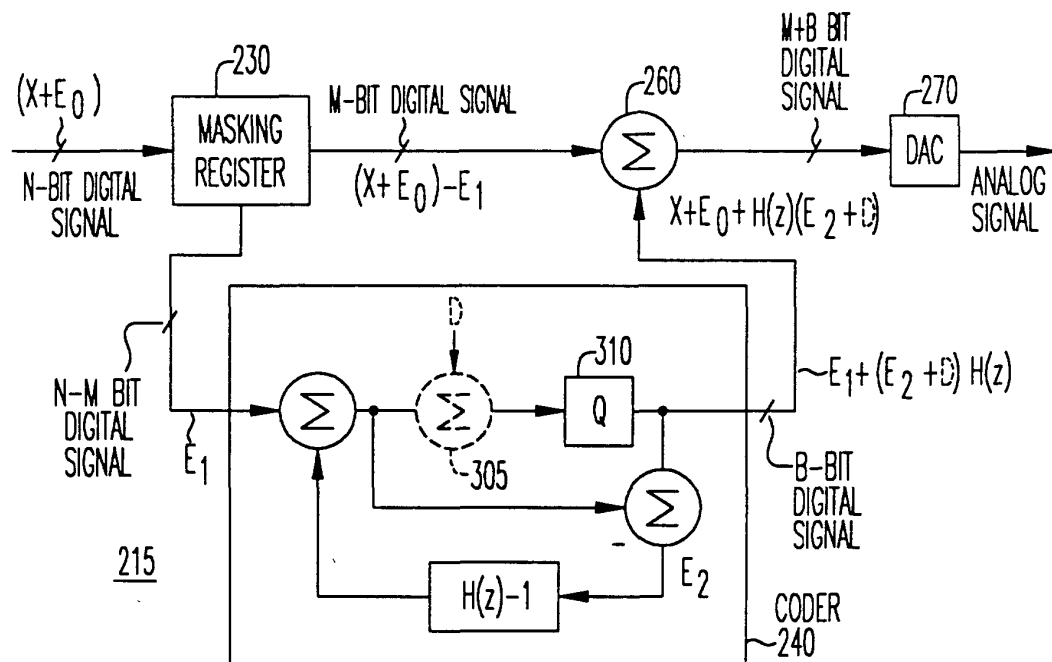 (X+E₀)
N-BIT DIGITAL
SIGNAL
230
MASKING
REGISTER
M-BIT DIGITAL SIGNAL
(X+E₀)-E₁
260
Σ
M+B BIT
DIGITAL
SIGNAL
270
DAC
ANALOG
SIGNAL
X+E₀+H(z)(E₂+D)
N-M BIT
DIGITAL
SIGNAL
E₁
Σ
D
Σ
305
310
Q
E₁+(E₂+D) H(z)
B-BIT
DIGITAL
SIGNAL
Σ
-
E₂
H(z)-1
215
CODER
240